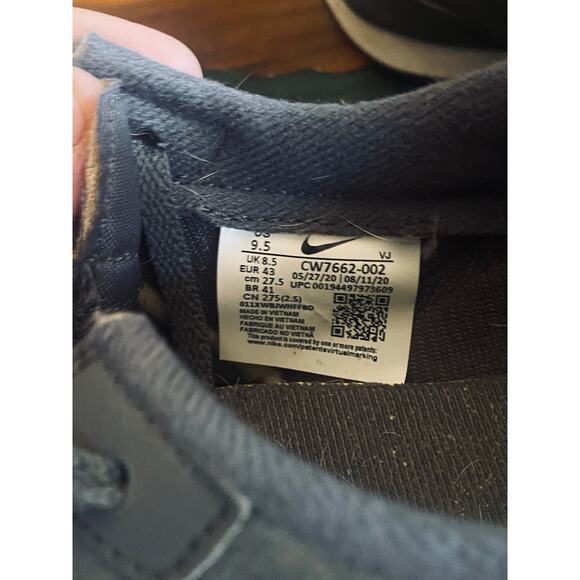 US
9.5
VJ
UK 8.5
CW7662-002
EUR 43
05/27/20 | 08/11/20
cm 27.5
UPC 00194497973609
BR 41
CN 275(2.5)
011XWBJWHFFBD
MADE IN VIETNAM
HECHO EN VIETNAM
FABRIQUE AU VIETNAM
FABRICADO NO VIETNÃ
This product is covered by one or more patents:
www.nike.com/patentsvirtualmarking